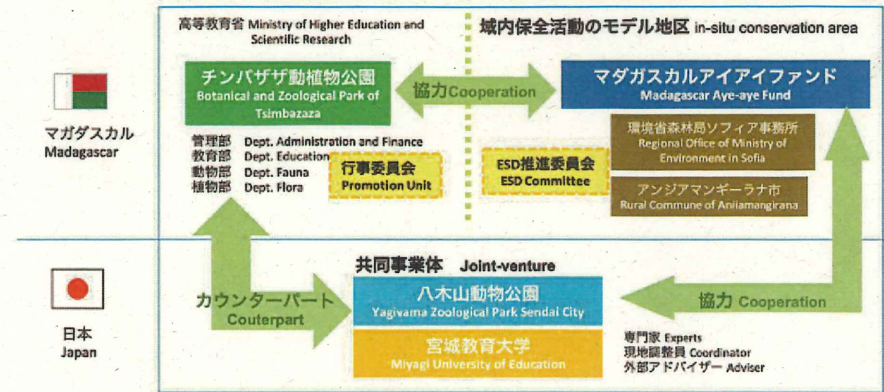 高等教育省 Ministry of Higher Education and
Scientific Research
域内保全活動のモデル地区 in-situ conservation area
チンバザザ動植物公園
Botanical and Zoological Park of
Tsimbazaza
協力Cooperation
マダガスカルアイアイファンド
Madagascar Aye-aye Fund
マガダスカル
Madagascar
管理部 Dept. Administration and Finance
教育部 Dept. Education
動物部 Dept. Fauna
植物部 Dept. Flora
行事委員会
Promotion Unit
ESD推進委員会
ESD Committee
環境省森林局ソフィア事務所
Regional Office of Ministry of
Environment in Sofia
アンジアマンギーラナ市
Rural Commune of Aniiamangirana
共同事業体 Joint-venture
カウンターパート
Couterpart
八木山動物公園
Yagiyama Zoological Park Sendai City
宮城教育大学
Miyagi University of Education
協力 Cooperation
日本
Japan
専門家 Experts
現地調整員 Coordinator
外部アドバイザー Adviser